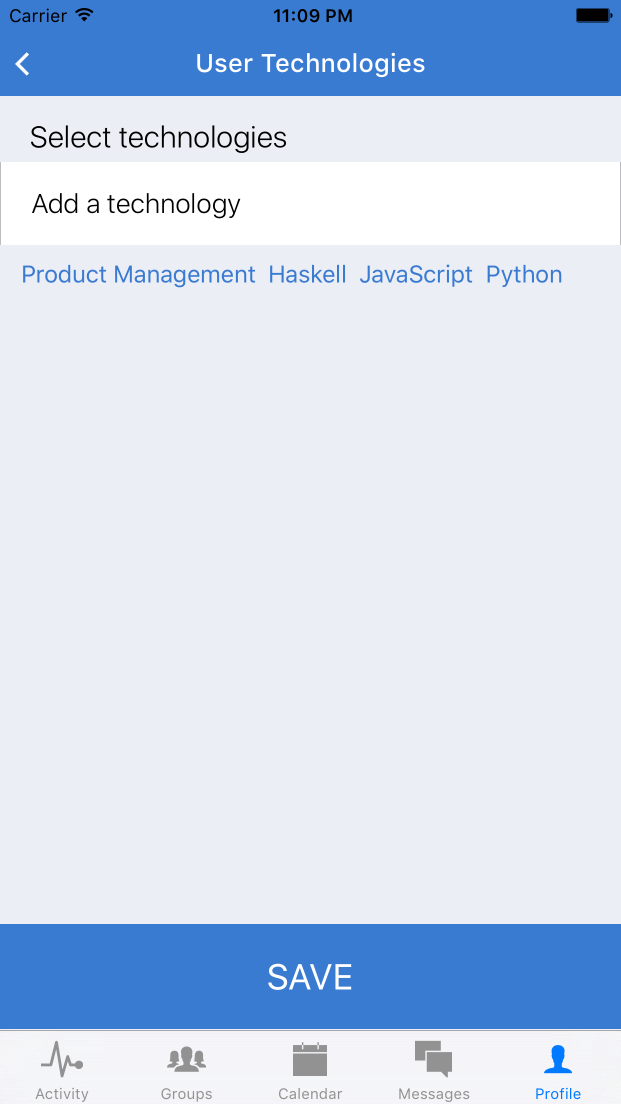 Carrier 11:09 PM
User Technologies
Select technologies
Add a technology
Product Management Haskell JavaScript Python
SAVE
Activity Groups Calendar Messages Profile